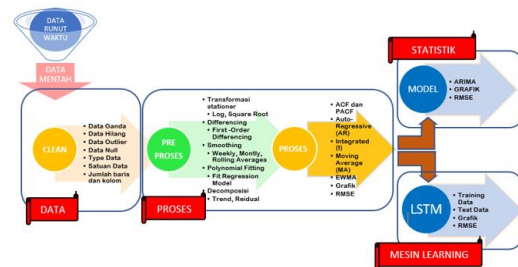 DATA
RUNUT
WAKTU
DATA
MENTAH
CLEAN
• Data Ganda
• Data Hilang
• Data Outlier
• Data Null
• Type Data
• Satuan Data
• Jumlah baris
dan kolom
DATA
PRE
PROSES
• Transformasi
stationer
• Log, Square Root
• Differencing
• First -Order
Differencing
• Smoothing
• Weekly, Montly,
Rolling Averages
• Polynomial Fitting
• Fit Regression
Model
• Decomposisi
• Trend, Reidual
PROSES
PROSES
• ACF dan
PACF
• Auto-
Regressive
(AR)
• Integrated
(I)
• Moving
Average
(MA)
• EWMA
• Grafik
• RMSE
STATISTIK
MODEL
• ARIMA
• GRAFIK
• RMSE
LSTM
• Training
Data
• Test Data
• Grafik
• RMSE
MESIN LEARNING